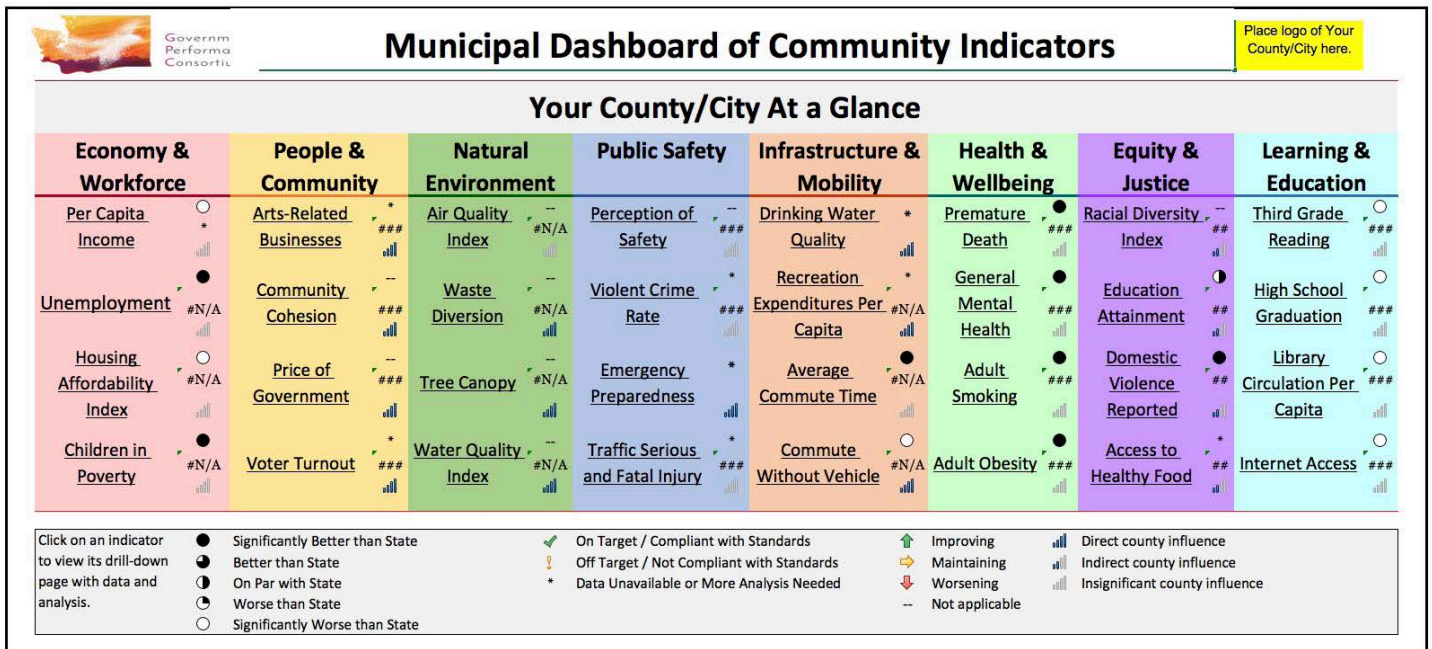 Governm
Performa
Consortiu
Municipal Dashboard of Community Indicators
Place logo of Your
County/City here.
Your County/City At a Glance
Economy &
Workforce
People &
Community
Natural
Environment
Public Safety
Infrastructure &
Mobility
Health &
Wellbeing
Equity &
Justice
Learning &
Education
Per Capita
Income
*
Unemployment
#N/A
Housing
Affordability
Index
#N/A
Children in
Poverty
#N/A
Arts-Related
Businesses
*
###
Community
Cohesion
--
###
Price of
Government
--
###
Voter Turnout
*
###
Air Quality
Index
--
#N/A
Waste
Diversion
--
#N/A
Tree Canopy
--
#N/A
Water Quality
Index
--
#N/A
Perception of
Safety
--
###
Violent Crime
Rate
*
###
Emergency
Preparedness
*
Traffic Serious
and Fatal Injury
*
###
Drinking Water
Quality
*
Recreation
Expenditures Per
Capita
*
#N/A
Average
Commute Time
#N/A
Commute
Without Vehicle
#N/A
Premature
Death
###
General
Mental
Health
###
Adult
Smoking
###
Adult Obesity
###
Racial Diversity
Index
--
##
Education
Attainment
##
Domestic
Violence
Reported
##
Access to
Healthy Food
*
##
Third Grade
Reading
###
High School
Graduation
###
Library
Circulation Per
Capita
###
Internet Access
###
Click on an indicator
to view its drill-down
page with data and
analysis.
Significantly Better than State
Better than State
On Par with State
Worse than State
Significantly Worse than State
On Target / Compliant with Standards
! Off Target / Not Compliant with Standards
* Data Unavailable or More Analysis Needed
Improving
Maintaining
Worsening
-- Not applicable
Direct county influence
Indirect county influence
Insignificant county influence